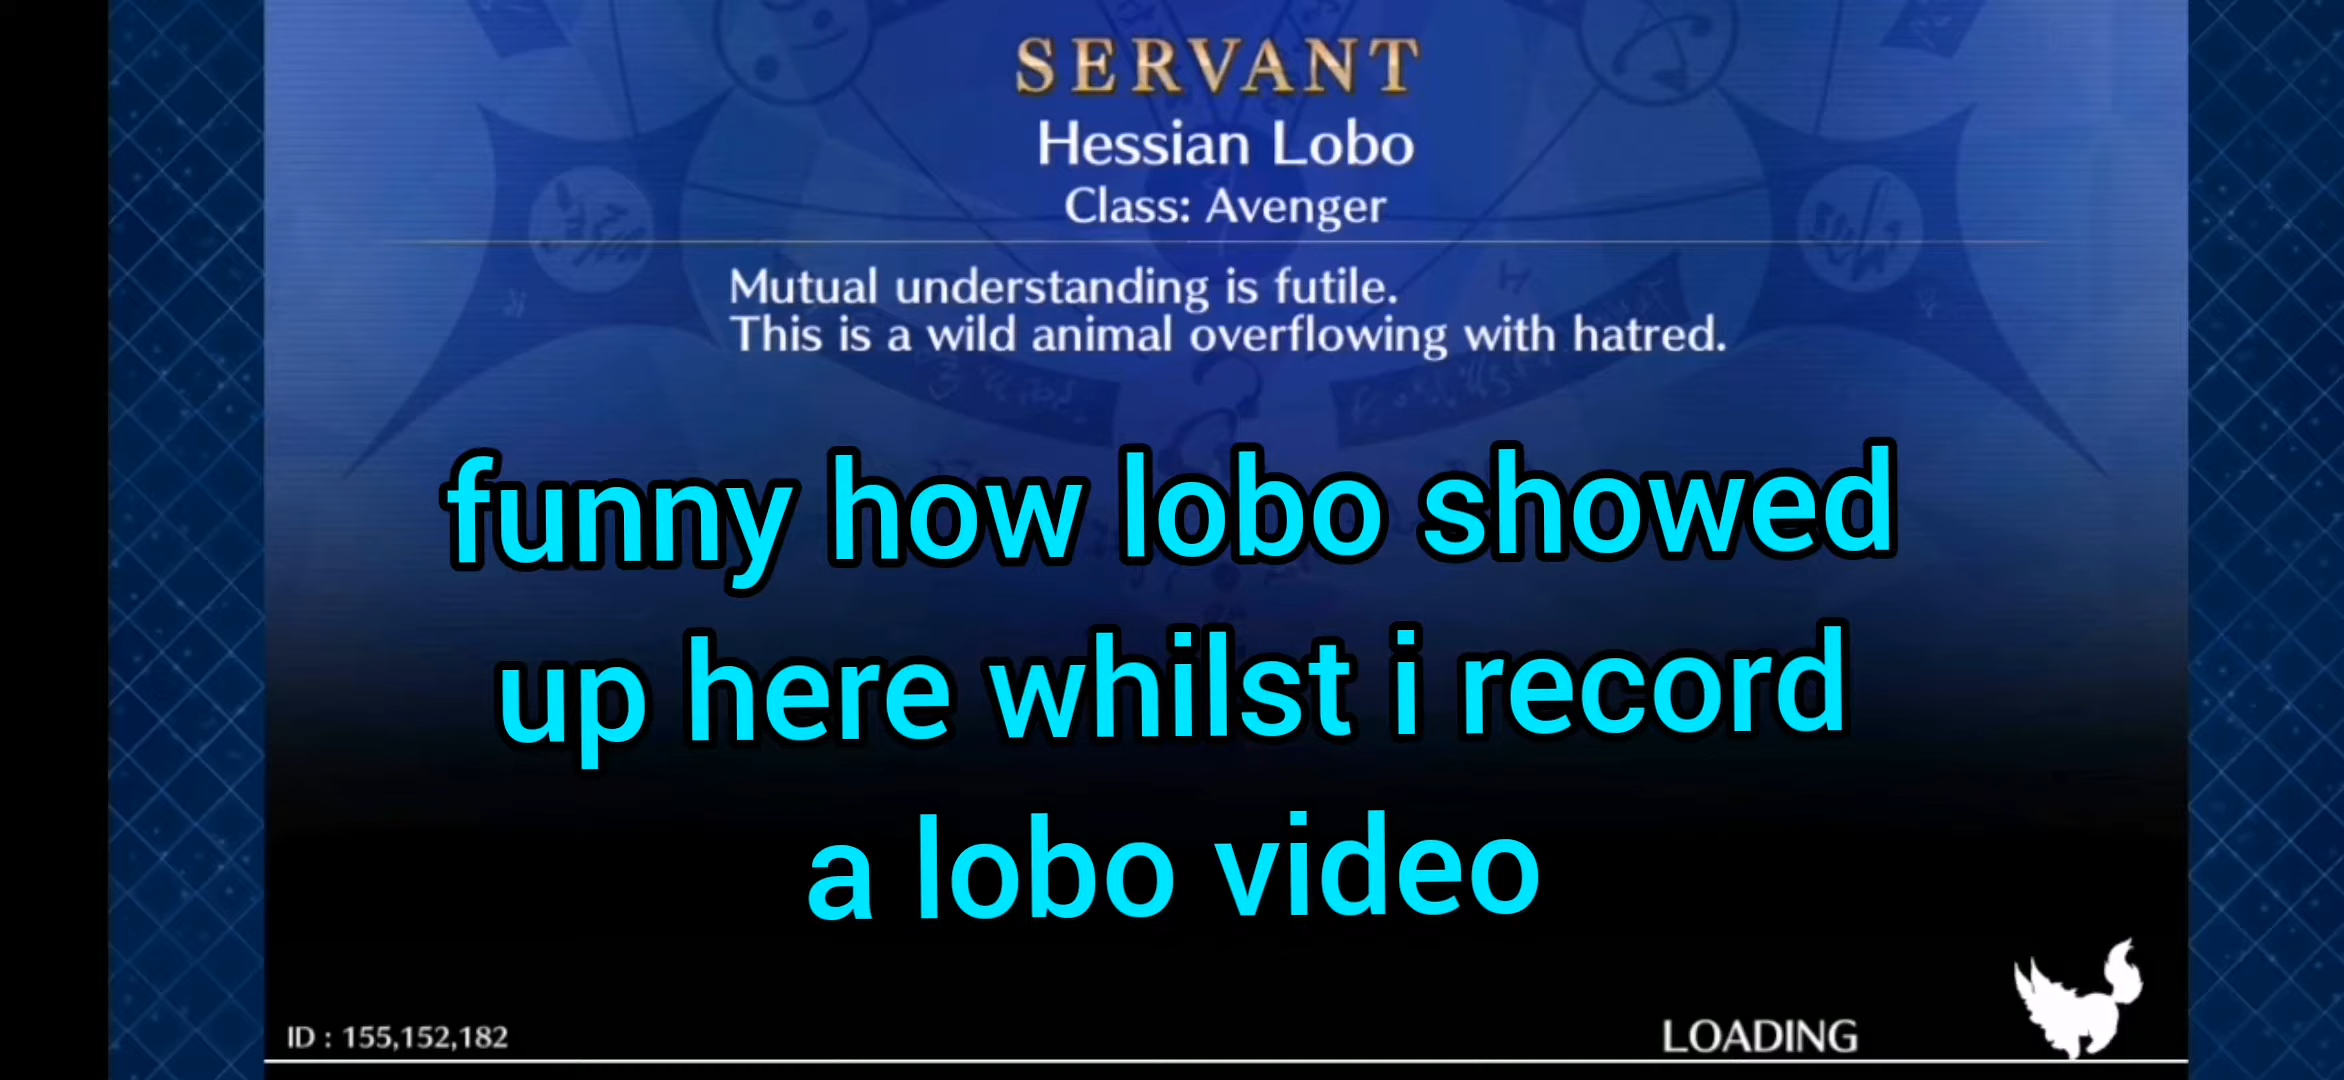 SERVANT
Hessian Lobo
Class: Avenger
Mutual understanding is futile.
This is a wild animal overflowing with hatred.
funny how lobo showed
up here whilst i record
a lobo video
ID : 155,152,182
LOADING